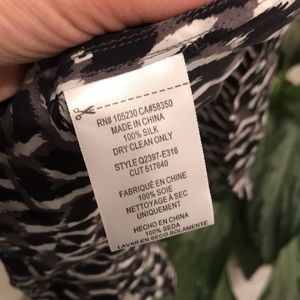 RN# 105230 CA#58350
MADE IN CHINA
100% SILK
DRY CLEAN ONLY
STYLE Q2397-E316
CUT 517640
FABRIQUÉ EN CHINE
100% SOIE
NETTOYAGE À SEC
UNIQUEMENT
HECHO EN CHINA
100% SEDA
LAVAR EN SECO SOLAMENTE